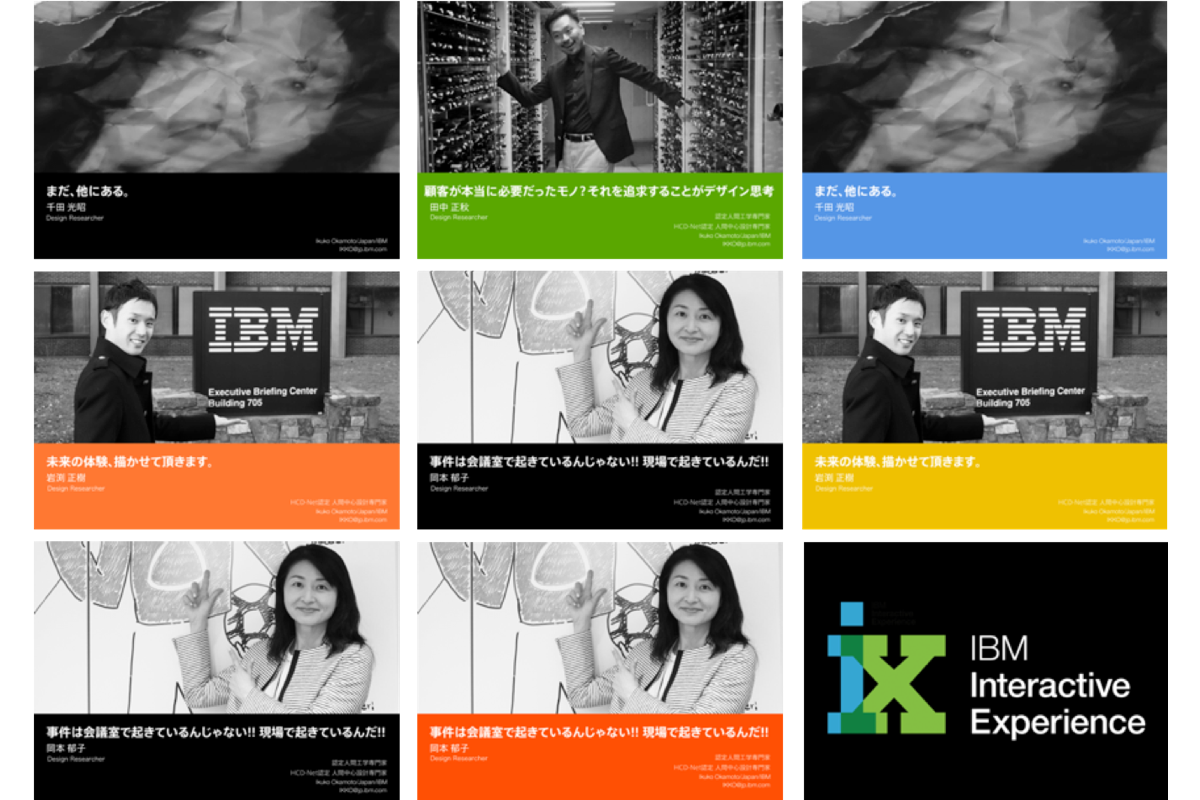 まだ、他にある。
千田 光昭
Design Researcher
Ikuko Okamoto/Japan/IBM
IKKO@jp.ibm.com
顧客が本当に必要だったモノ？それを追求することがデザイン思考
田中 正秋
Design Researcher
認定人間工学専門家
HCD-Net認定 人間中心設計専門家
Ikuko Okamoto/Japan/IBM
IKKO@jp.ibm.com
まだ、他にある。
千田 光昭
Design Researcher
Ikuko Okamoto/Japan/IBM
IKKO@jp.ibm.com
IBM
Executive Briefing Center
Building 705
未来の体験、描かせて頂きます。
岩渕 正樹
Design Researcher
HCD-Net認定 人間中心設計専門家
Ikuko Okamoto/Japan/IBM
IKKO@jp.ibm.com
事件は会議室で起きているんじゃない!! 現場で起きているんだ!!
岡本 郁子
Design Researcher
認定人間工学専門家
HCD-Net認定 人間中心設計専門家
Ikuko Okamoto/Japan/IBM
IKKO@jp.ibm.com
IBM
Executive Briefing Center
Building 705
未来の体験、描かせて頂きます。
岩渕 正樹
Design Researcher
HCD-Net認定 人間中心設計専門家
Ikuko Okamoto/Japan/IBM
IKKO@jp.ibm.com
事件は会議室で起きているんじゃない!! 現場で起きているんだ!!
岡本 郁子
Design Researcher
認定人間工学専門家
HCD-Net認定 人間中心設計専門家
Ikuko Okamoto/Japan/IBM
IKKO@jp.ibm.com
事件は会議室で起きているんじゃない!! 現場で起きているんだ!!
岡本 郁子
Design Researcher
認定人間工学専門家
HCD-Net認定 人間中心設計専門家
Ikuko Okamoto/Japan/IBM
IKKO@jp.ibm.com
ix
IBM
Interactive
Experience